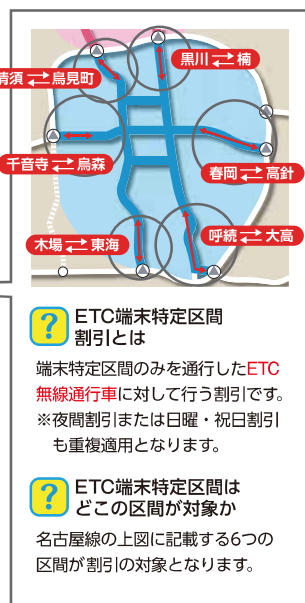 黒川⇄楠
清須⇄鳥見町
千音寺⇄烏森
春岡⇄高針
木場⇄東海
呼続⇄大高
? ETC端末特定区間
割引とは
端末特定区間のみを通行したETC
無線通行車に対して行う割引です。
※夜間割引または日曜・祝日割引
も重複適用となります。
? ETC端末特定区間は
どこの区間が対象か
名古屋線の上図に記載する6つの
区間が割引の対象となります。